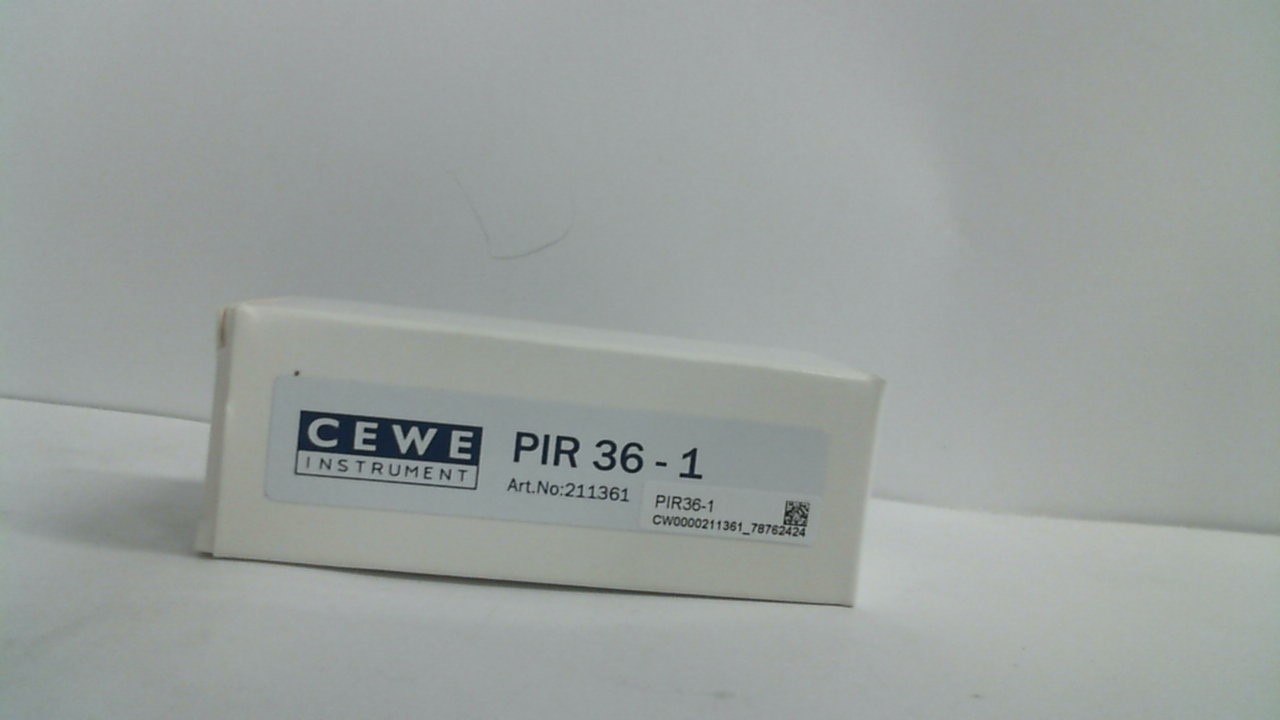 CEWE
INSTRUMENT
PIR 36 - 1
Art.No:211361
PIR36-1
CW0000211361_78762424